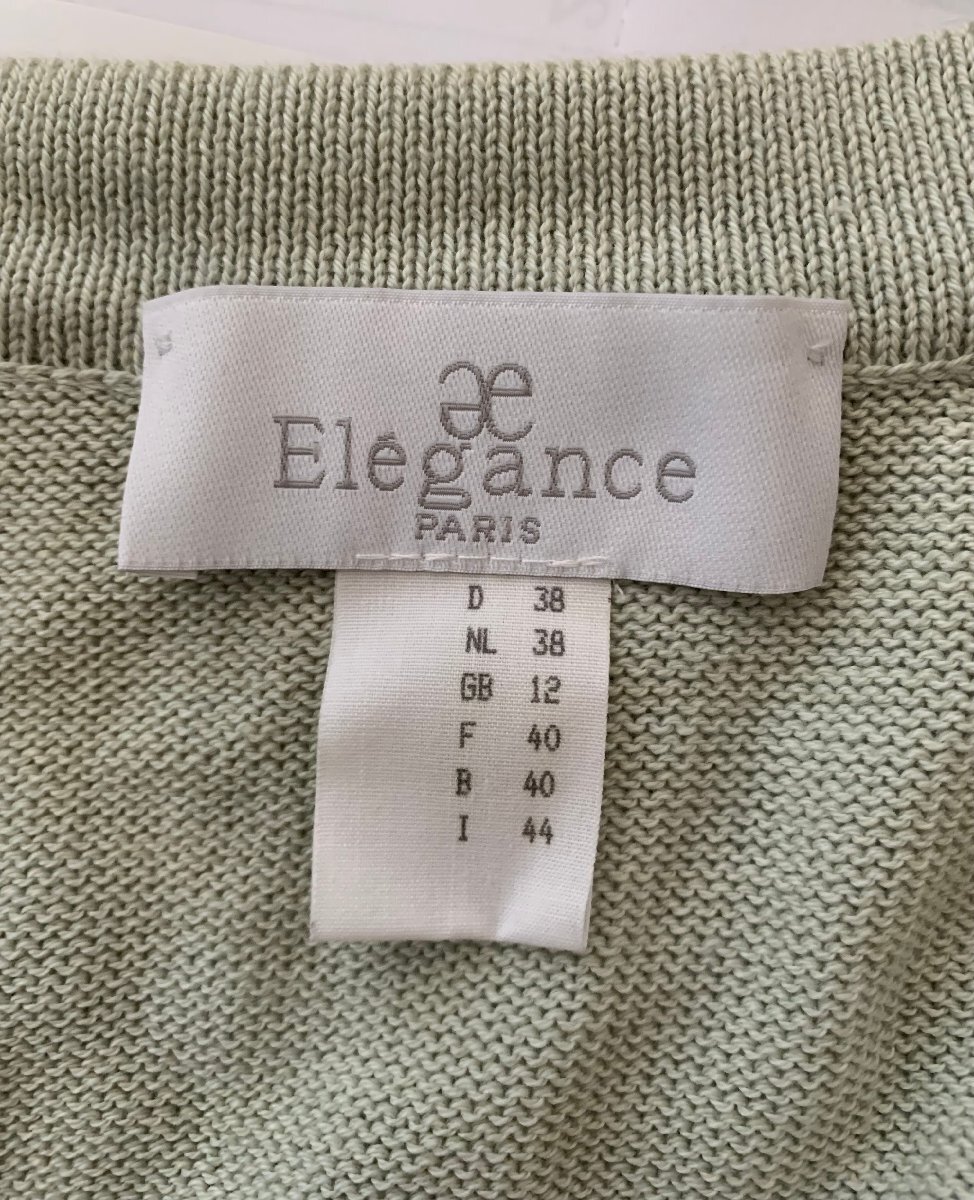 æ
Elégance
PARIS
D 38
NL 38
GB 12
F 40
B 40
I 44